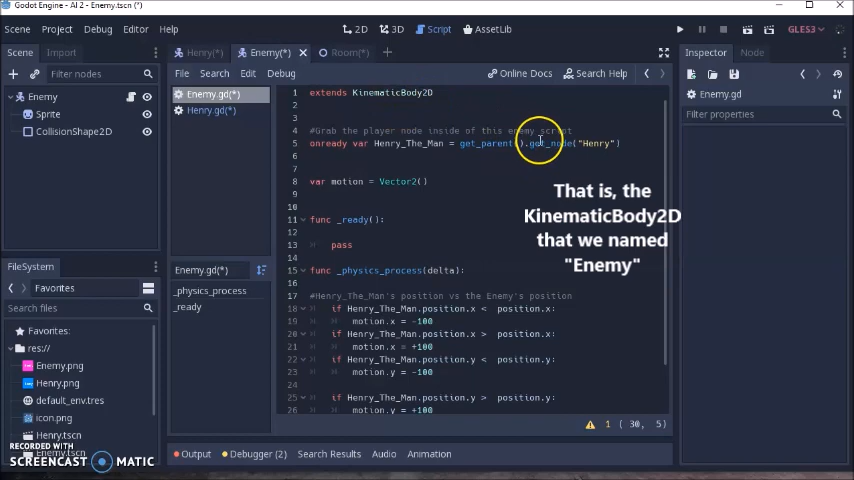 Godot Engine - AI 2 - Enemy.tscn (*)
Scene Project Debug Editor Help
2D 3D Script AssetLib
GLES3
Scene Import
Filter nodes
Enemy
Sprite
CollisionShape2D
FileSystem
Favorites
Search files
Favorites:
res://
Enemy.png
Henry.png
default_env.tres
icon.png
Henry.tscn
Enemy.tscn
RECORDED WITH
SCREENCAST MATIC
Henry(*) Enemy(*) Room(*)
File Search Edit Debug
Online Docs Search Help
Enemy.gd(*)
Henry.gd(*)
Enemy.gd(*)
_physics_process
_ready
1 extends KinematicBody2D
2
3
4 #Grab the player node inside of this enemy script
5 onready var Henry_The_Man = get_parent().get_node("Henry")
6
7
8 var motion = Vector2()
9
10
11 func _ready():
12
13 pass
14
15 func _physics_process(delta):
16
17 #Henry_The_Man's position vs the Enemy's position
18 if Henry_The_Man.position.x < position.x:
19 motion.x = -100
20 if Henry_The_Man.position.x > position.x:
21 motion.x = +100
22 if Henry_The_Man.position.y < position.y:
23 motion.y = -100
24
25 if Henry_The_Man.position.y > position.y:
26 motion.y = +100
That is, the
KinematicBody2D
that we named
"Enemy"
1 ( 30, 5)
Output Debugger (2) Search Results Audio Animation
Inspector Node
Enemy.gd
Filter properties